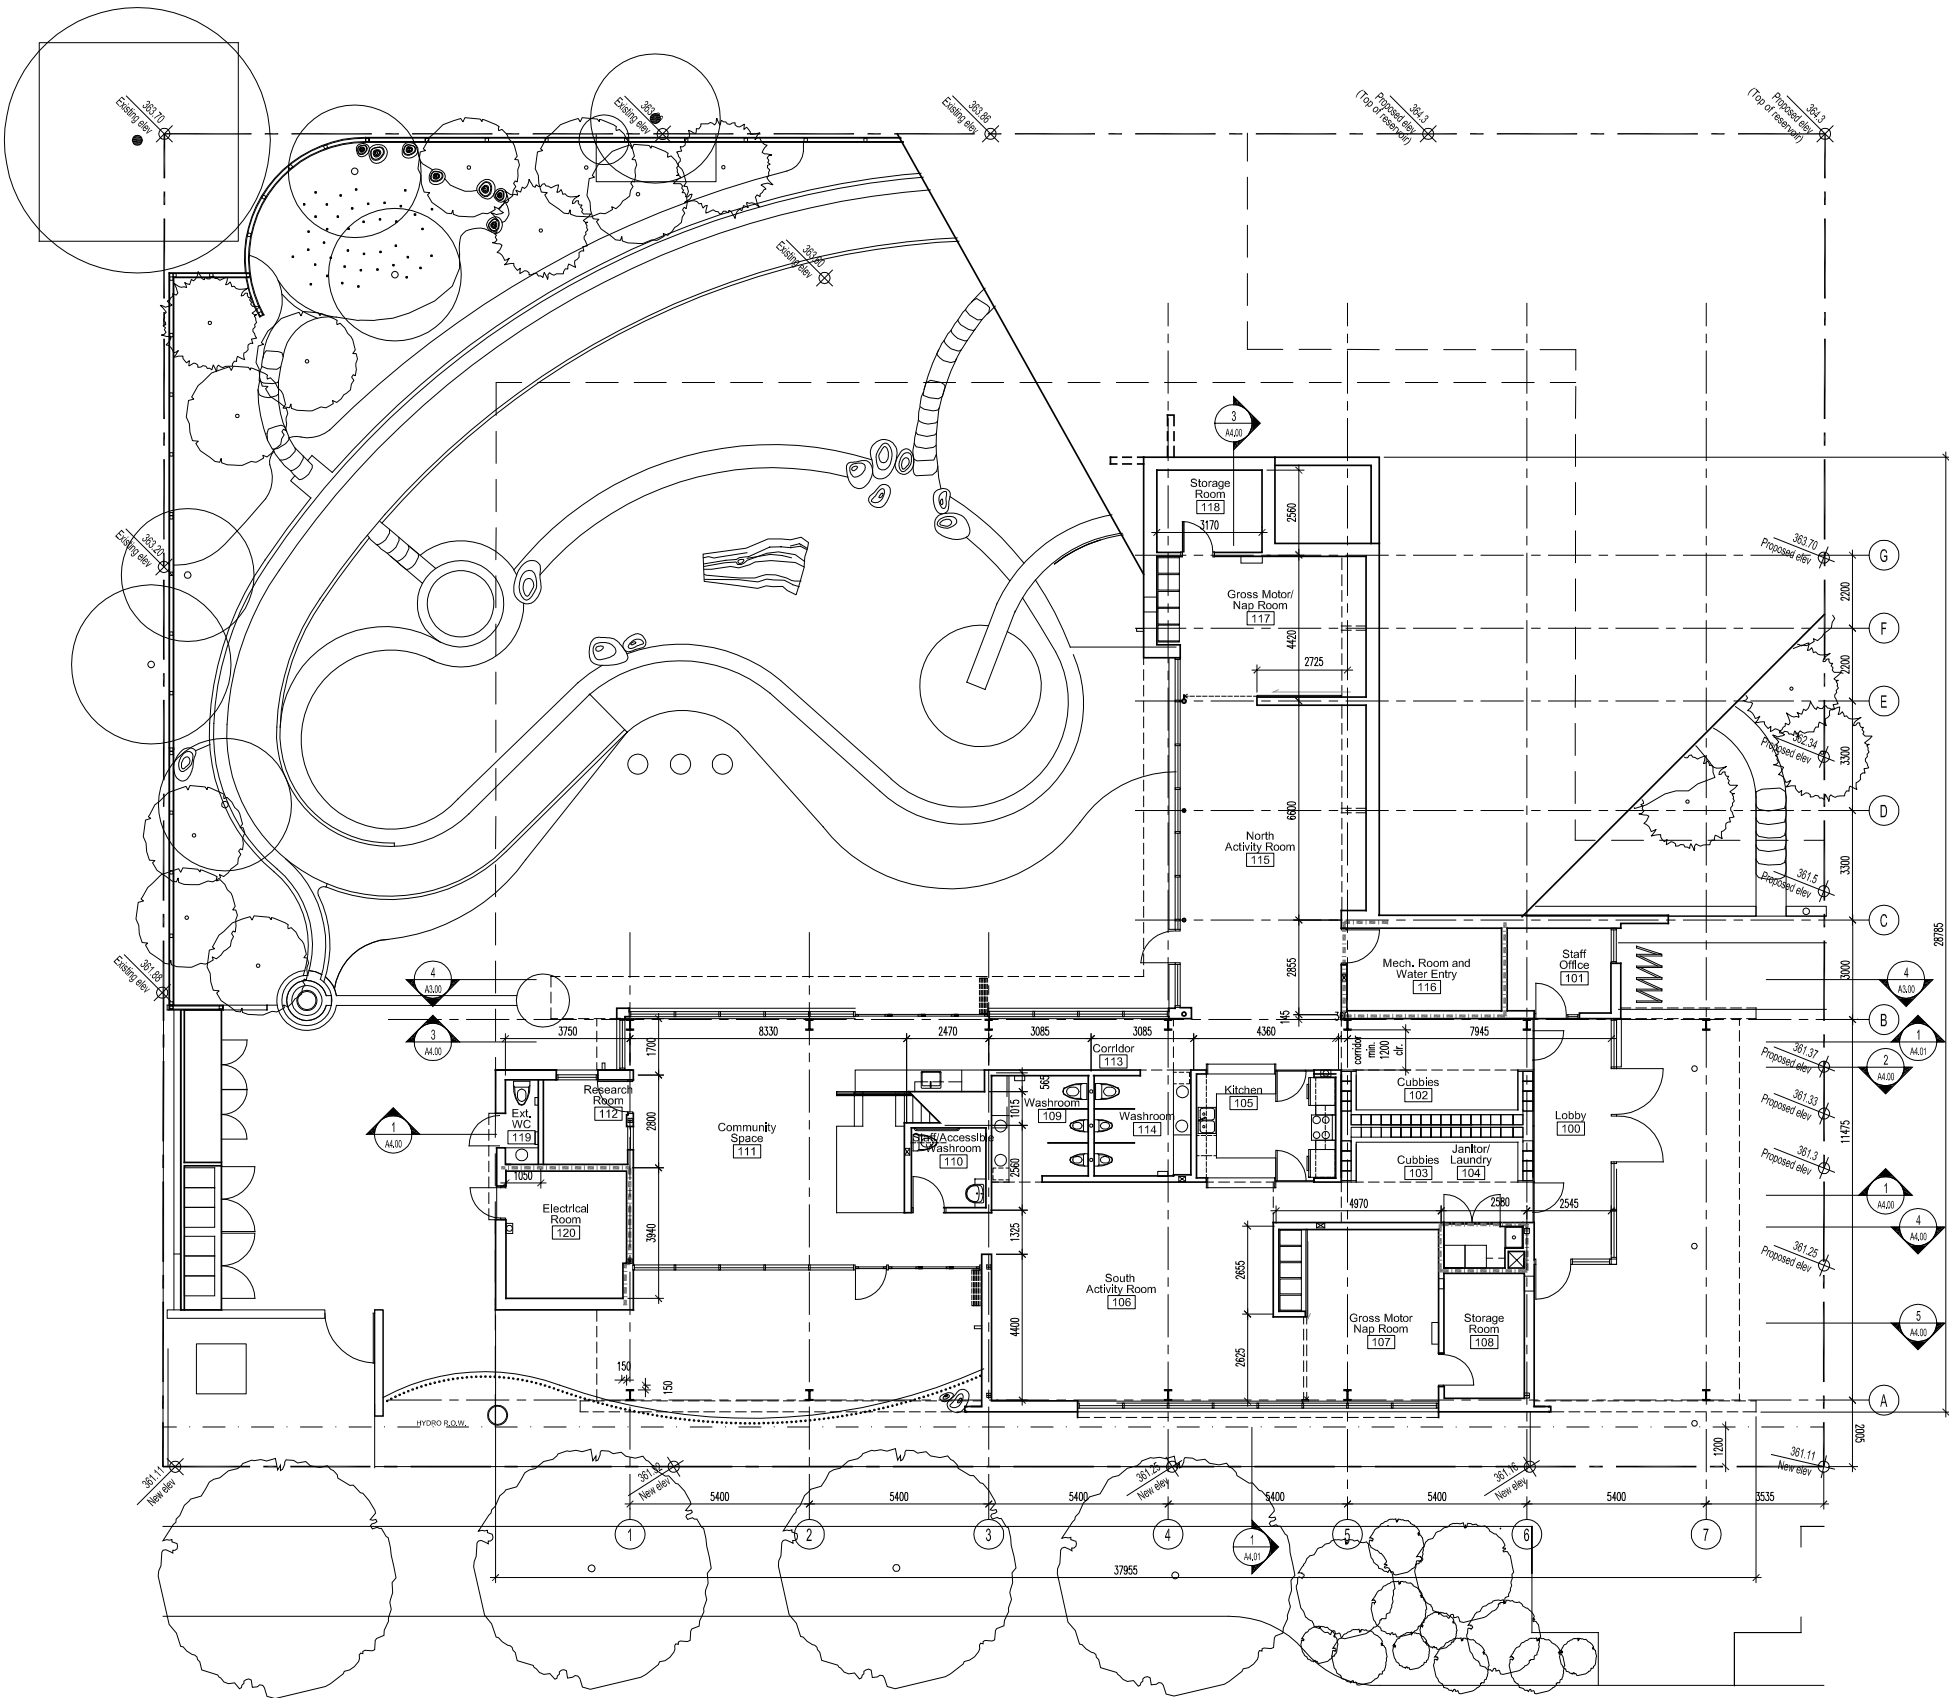 363.70
Existing elev
Existing elev
363.86
Existing elev
364.3
Proposed elev
(Top of reservoir)
364.3
Proposed elev
(Top of reservoir)
363.60
Existing elev
3
A4.00
Storage
Room
118
3170
2560
363.20
Existing elev
363.70
Proposed elev
G
2200
Gross Motor/
Nap Room
117
4420
F
2725
2200
E
362.34
Proposed elev
3300
D
6600
North
Activity Room
115
361.5
Proposed elev
3300
C
28785
361.88
Existing elev
4
A3.00
2855
Mech. Room and
Water Entry
116
Staff
Office
101
3000
4
A3.00
3
A4.00
145
B
3750
8330
2470
3085
3085
4360
7945
1
A4.01
1700
Corridor
113
corridor
min.
1200
clr.
361.37
Proposed elev
2
A4.00
Research
Room
112
565
Kitchen
105
Cubbies
102
1015
Washroom
109
Washroom
114
Lobby
100
361.33
Proposed elev
Ext.
WC
119
2800
Community
Space
111
1
A4.00
11475
Staff/Accessible
Washroom
110
2560
Cubbies
103
Janitor/
Laundry
104
361.3
Proposed elev
1050
1
A4.00
Electrical
Room
120
3940
1325
4970
2580
2545
4
A4.00
361.25
Proposed elev
South
Activity Room
106
2655
4400
Gross Motor
Nap Room
107
Storage
Room
108
5
A4.00
2625
150
150
A
HYDRO R.O.W.
1200
2005
361.11
New elev
New elev
361.25
New elev
361.16
New elev
361.11
New elev
5400
5400
5400
5400
5400
5400
3535
1
2
3
4
5
6
7
1
A4.01
37955